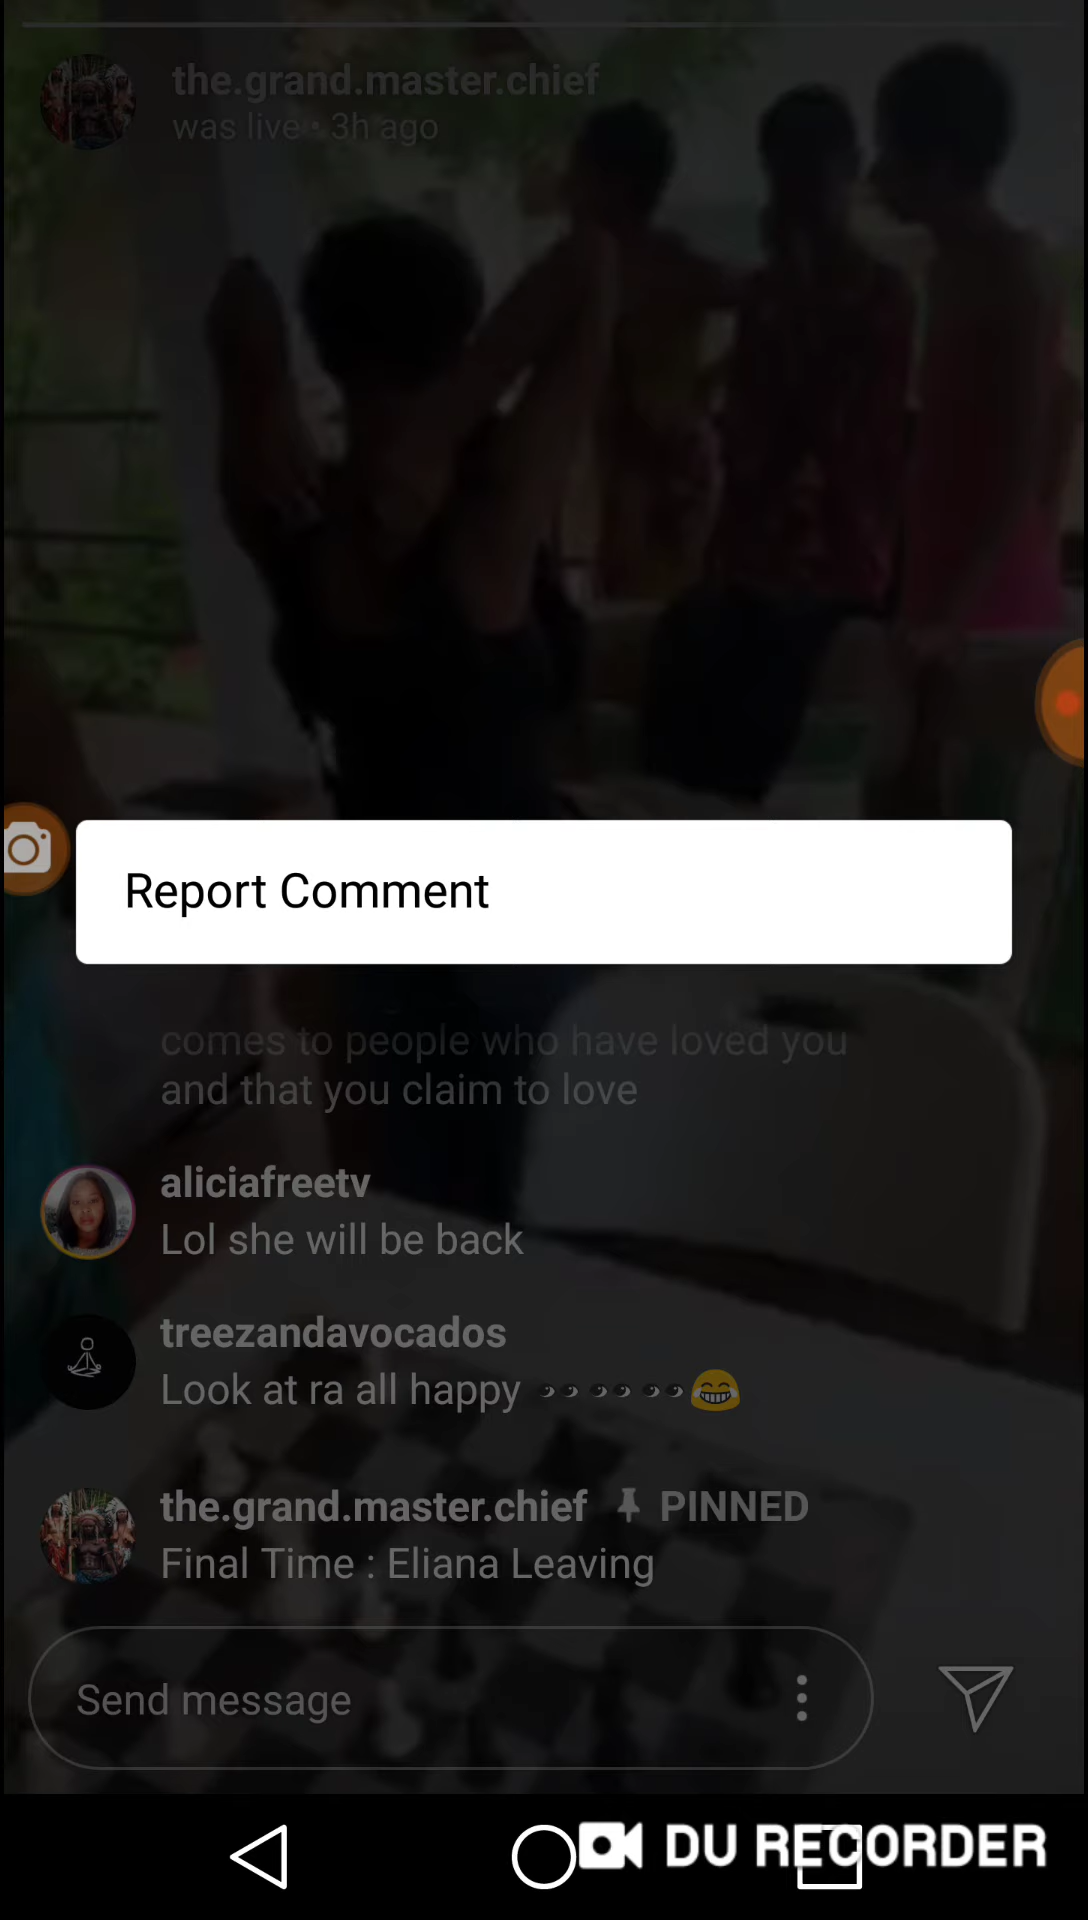 the.grand.master.chief
was live • 3h ago
Report Comment
comes to people who have loved you
and that you claim to love
aliciafreetv
Lol she will be back
treezandavocados
Look at ra all happy 👀👀👀😂
the.grand.master.chief PINNED
Final Time : Eliana Leaving
Send message
DU RECORDER